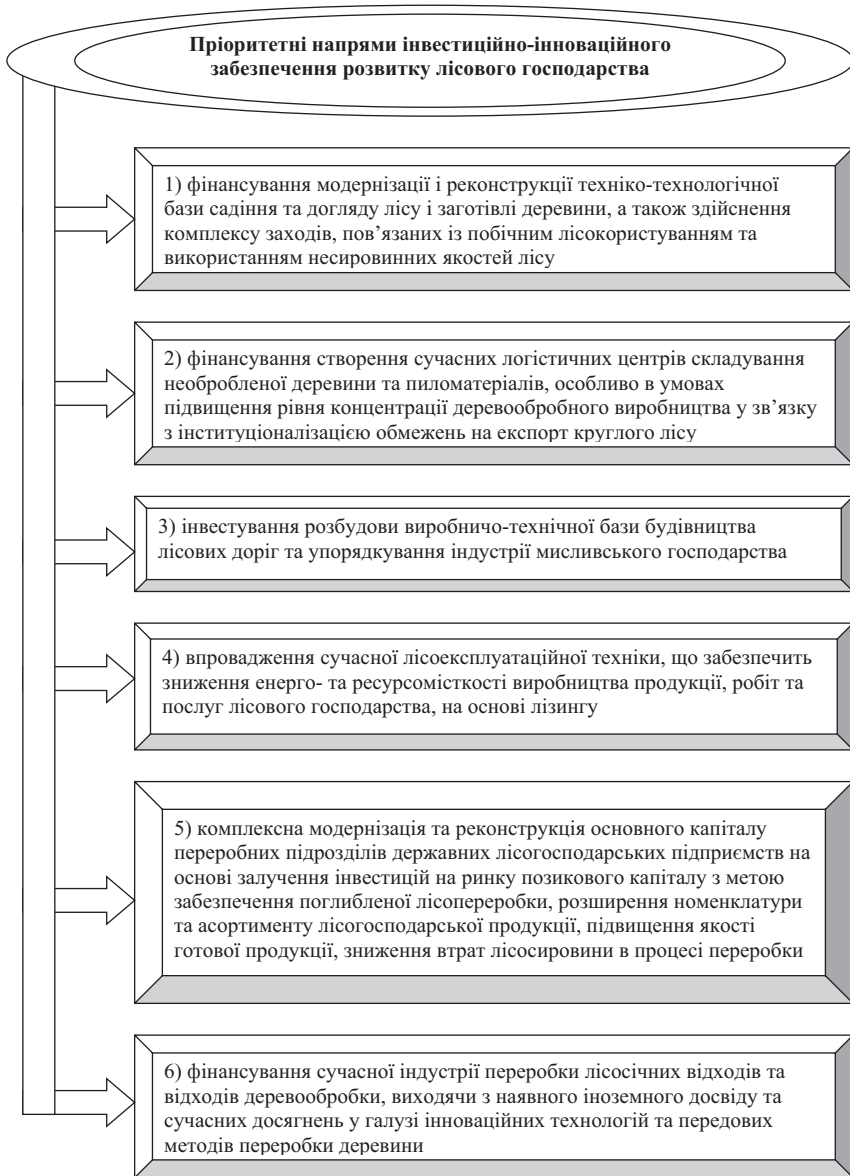 Пріоритетні напрями інвестиційно-інноваційного
забезпечення розвитку лісового господарства
1) фінансування модернізації і реконструкції техніко-технологічної
бази садіння та догляду лісу і заготівлі деревини, а також здійснення
комплексу заходів, пов’язаних із побічним лісокористуванням та
використанням несировинних якостей лісу
2) фінансування створення сучасних логістичних центрів складування
необробленої деревини та пиломатеріалів, особливо в умовах
підвищення рівня концентрації деревообробного виробництва у зв’язку
з інституціоналізацією обмежень на експорт круглого лісу
3) інвестування розбудови виробничо-технічної бази будівництва
лісових доріг та упорядкування індустрії мисливського господарства
4) впровадження сучасної лісоексплуатаційної техніки, що забезпечить
зниження енерго- та ресурсомісткості виробництва продукції, робіт та
послуг лісового господарства, на основі лізингу
5) комплексна модернізація та реконструкція основного капіталу
переробних підрозділів державних лісогосподарських підприємств на
основі залучення інвестицій на ринку позикового капіталу з метою
забезпечення поглибленої лісопереробки, розширення номенклатури
та асортименту лісогосподарської продукції, підвищення якості
готової продукції, зниження втрат лісосировини в процесі переробки
6) фінансування сучасної індустрії переробки лісосічних відходів та
відходів деревообробки, виходячи з наявного іноземного досвіду та
сучасних досягнень у галузі інноваційних технологій та передових
методів переробки деревини